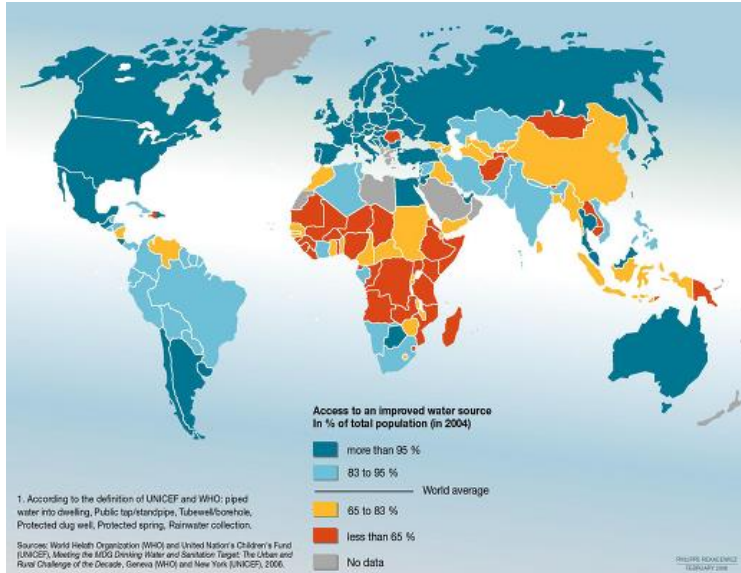 Access to an improved water source
In % of total population (in 2004)
more than 95 %
83 to 95 %
World average
65 to 83 %
less than 65 %
No data
1. According to the definition of UNICEF and WHO: piped
water into dwelling, Public tap/standpipe, Tubewell/borehole,
Protected dug well, Protected spring, Rainwater collection.
Sources: World Helath Organization (WHO) and United Nation's Children's Fund
(UNICEF), Meeting the MDG Drinking Water and Sanitation Target: The Urban and
Rural Challenge of the Decade, Geneva (WHO) and New York (UNICEF), 2006.
PHILIPPE REKACEWICZ
FEBRUARY 2006